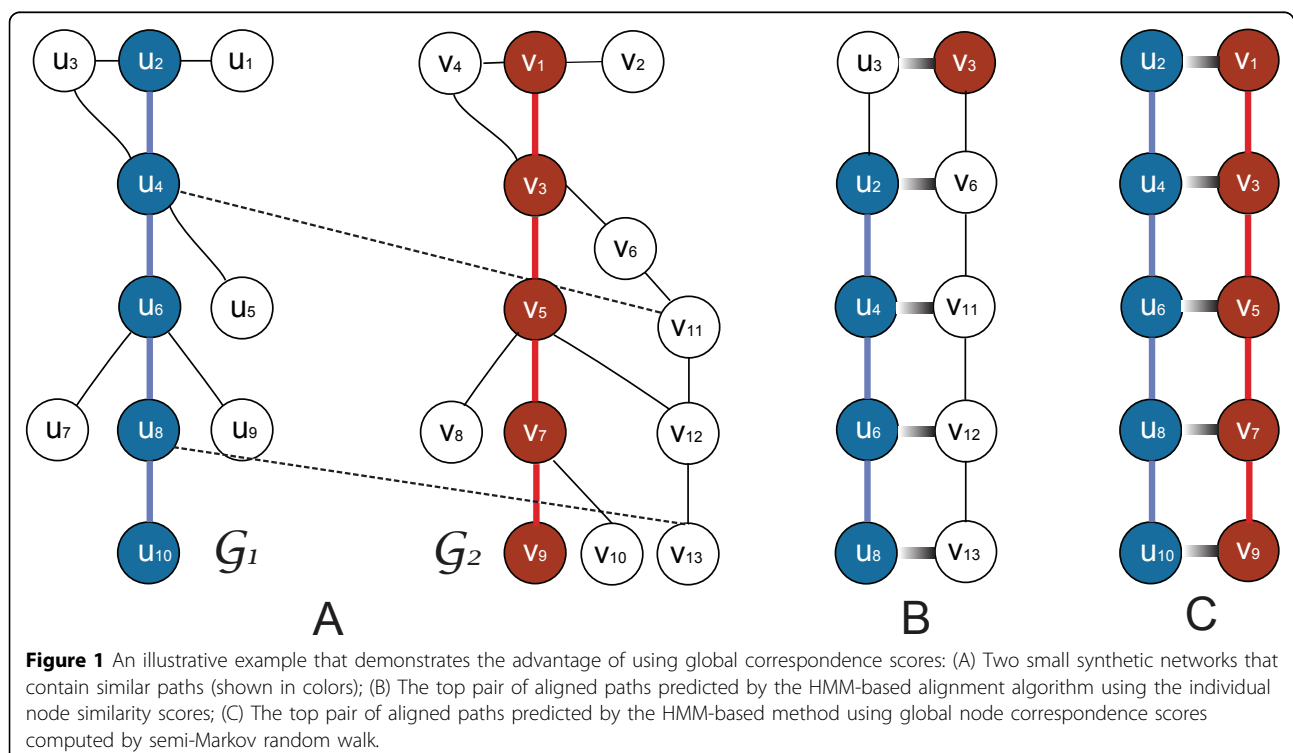 u3 u2 u1 v4 v1 v2 u3 v3 u2 v1
u4 v3 u2 v6 u4 v3
v6
u6 u5 v5 v11 u4 v11 u6 v5
u7 u8 u9 v8 v7 v12 u6 v12 u8 v7
u10 G1 G2 v9 v10 v13 u8 v13 u10 v9
A B C
Figure 1 An illustrative example that demonstrates the advantage of using global correspondence scores: (A) Two small synthetic networks that
contain similar paths (shown in colors); (B) The top pair of aligned paths predicted by the HMM-based alignment algorithm using the individual
node similarity scores; (C) The top pair of aligned paths predicted by the HMM-based method using global node correspondence scores
computed by semi-Markov random walk.